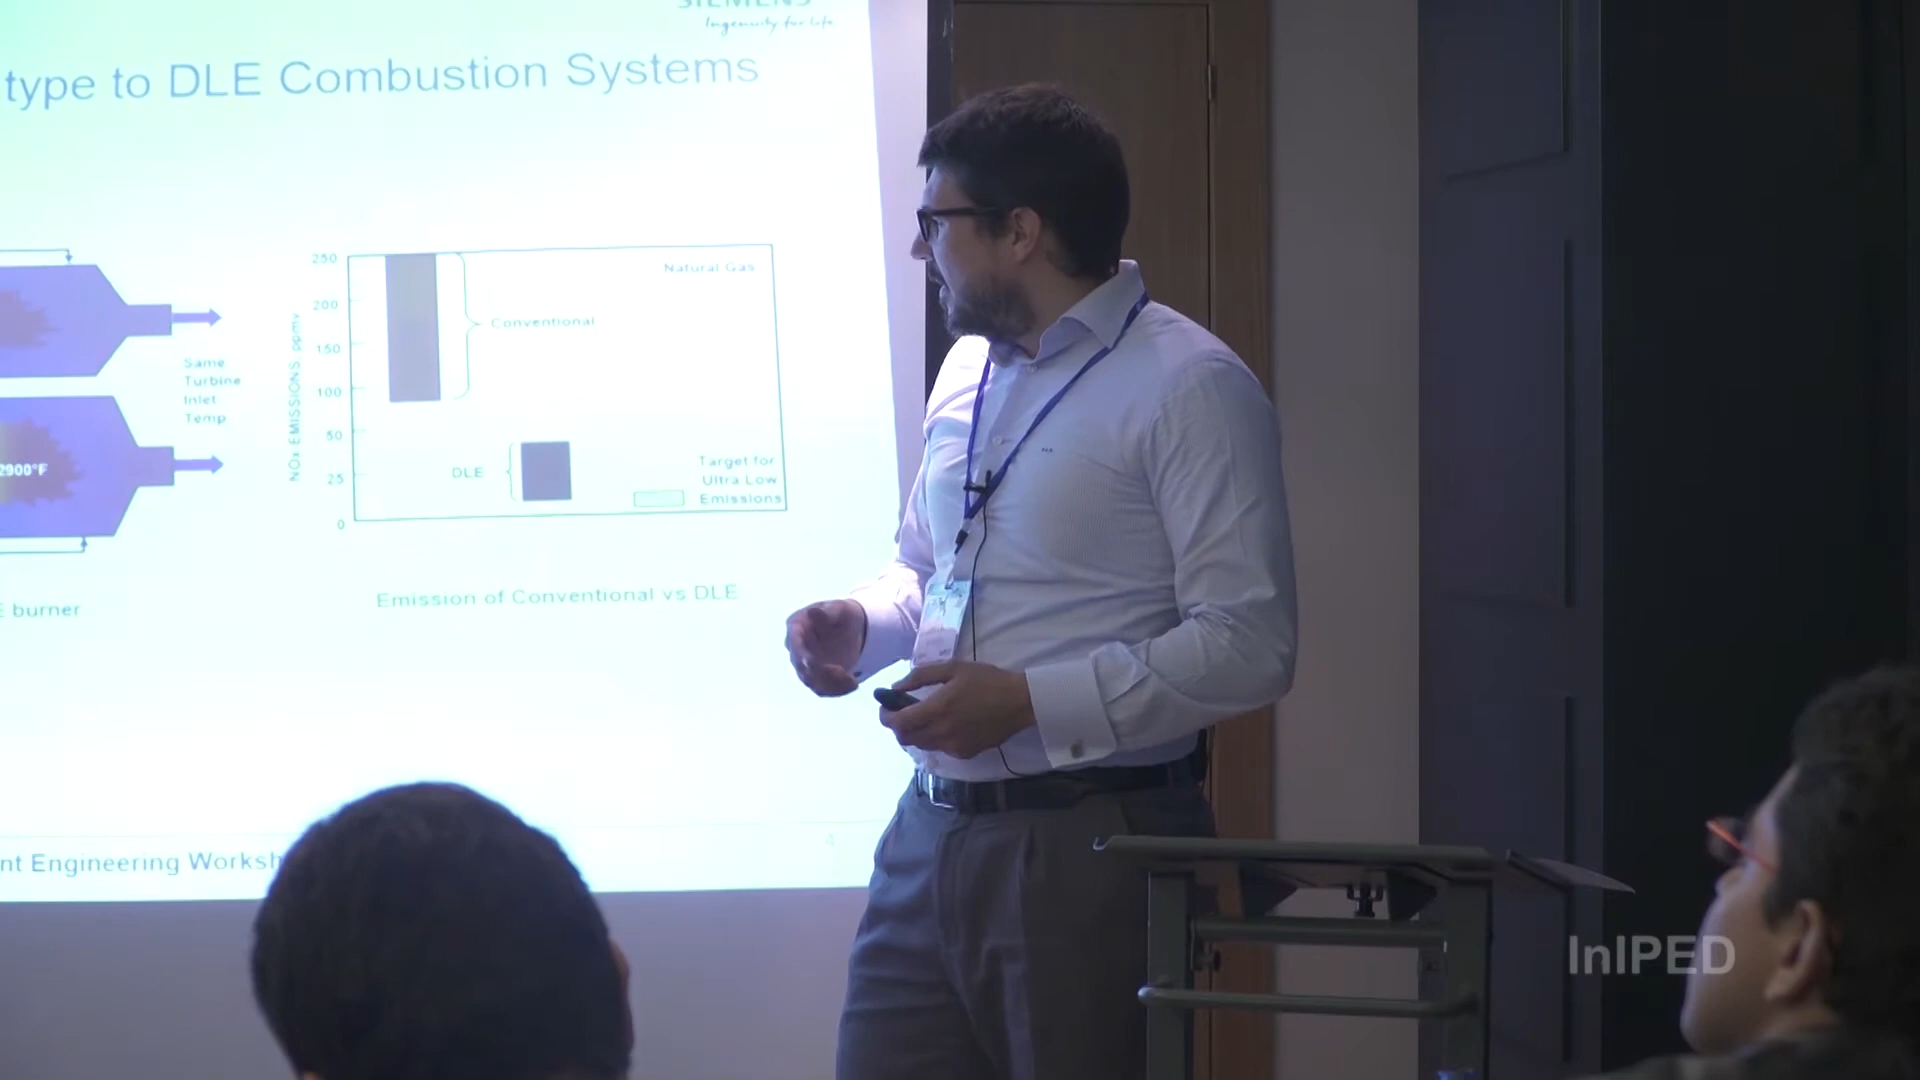 SIEMENS
Ingenuity for life
type to DLE Combustion Systems
250
200
150
100
50
25
0
NOx EMISSIONS ppmv
Natural Gas
Conventional
DLE
Target for
Ultra Low
Emissions
Same
Turbine
Inlet
Temp
2900°F
E burner
Emission of Conventional vs DLE
nt Engineering Worksh
4
InIPED